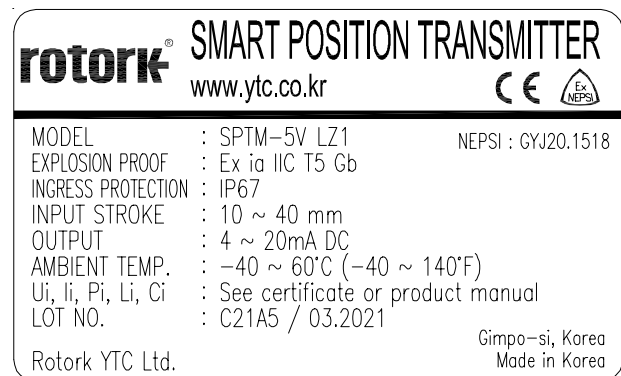 rotork® SMART POSITION TRANSMITTER
www.ytc.co.kr
CE Ex NEPSI
MODEL : SPTM-5V LZ1 NEPSI : GYJ20.1518
EXPLOSION PROOF : Ex ia IIC T5 Gb
INGRESS PROTECTION : IP67
INPUT STROKE : 10 ~ 40 mm
OUTPUT : 4 ~ 20mA DC
AMBIENT TEMP. : -40 ~ 60°C (-40 ~ 140°F)
Ui, Ii, Pi, Li, Ci : See certificate or product manual
LOT NO. : C21A5 / 03.2021
Gimpo-si, Korea
Rotork YTC Ltd. Made in Korea